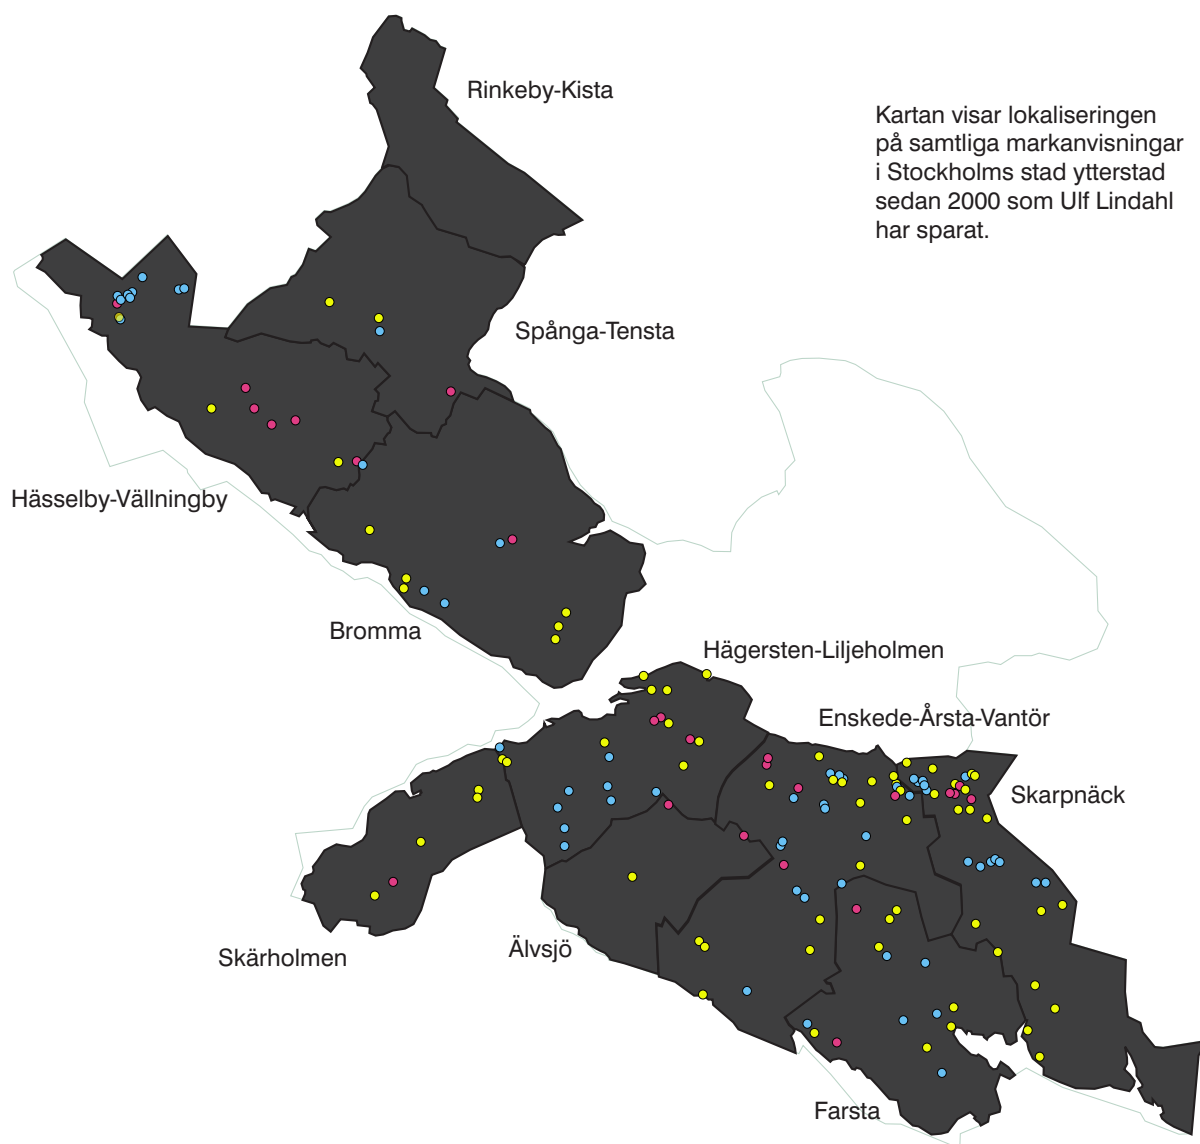 Rinkeby-Kista
Kartan visar lokaliseringen
på samtliga markanvisningar
i Stockholms stad ytterstad
sedan 2000 som Ulf Lindahl
har sparat.
Spånga-Tensta
Hässelby-Vällningby
Bromma
Hägersten-Liljeholmen
Enskede-Årsta-Vantör
Skarpnäck
Skärholmen
Älvsjö
Farsta